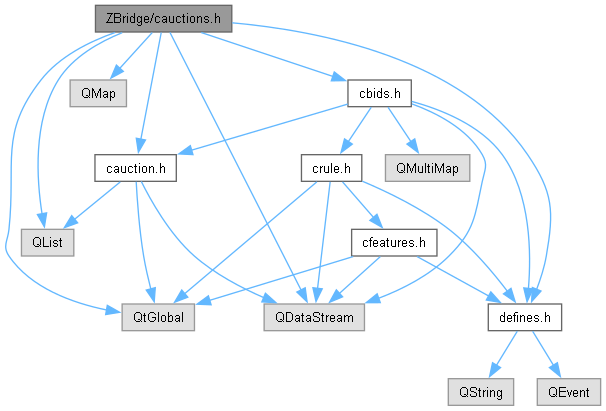 ZBridge/cauctions.h
QMap
cbids.h
cauction.h
crule.h
QMultiMap
QList
cfeatures.h
QtGlobal
QDataStream
defines.h
QString
QEvent